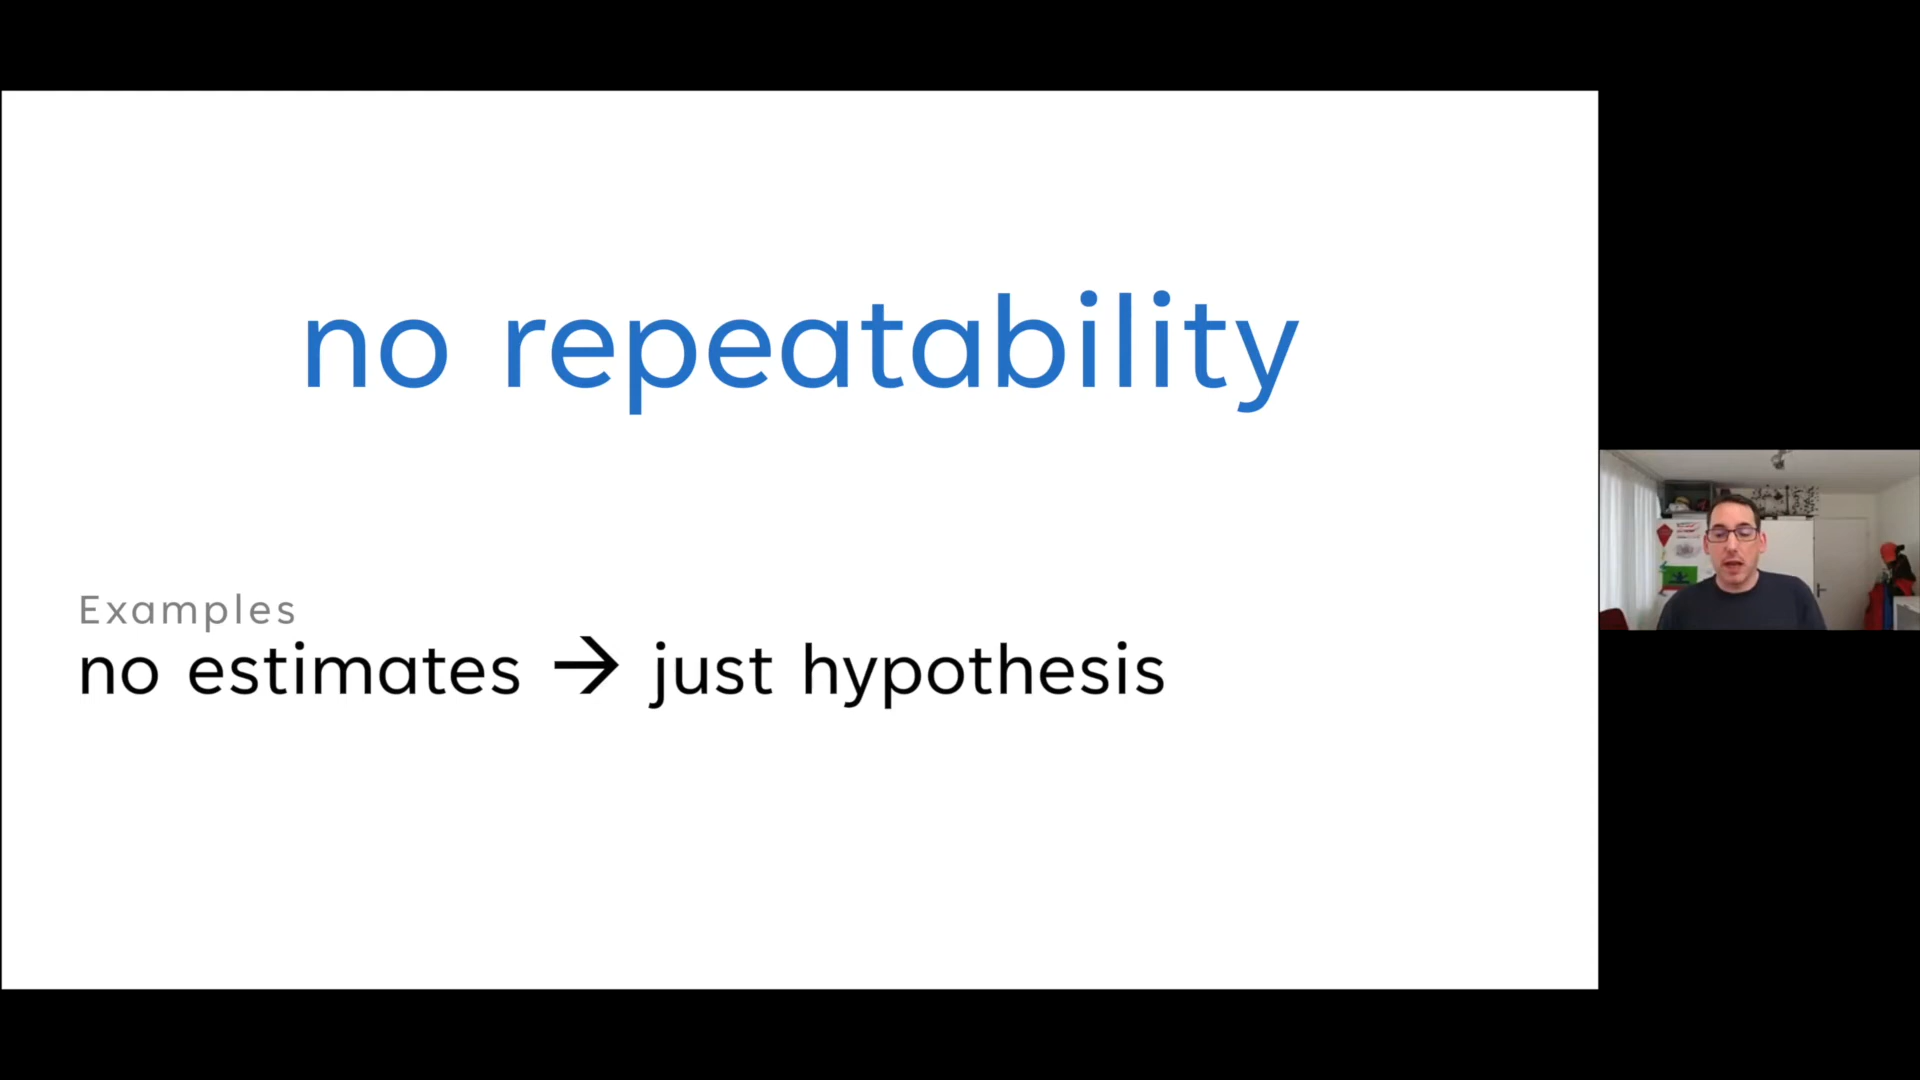 no repeatability
Examples
no estimates → just hypothesis